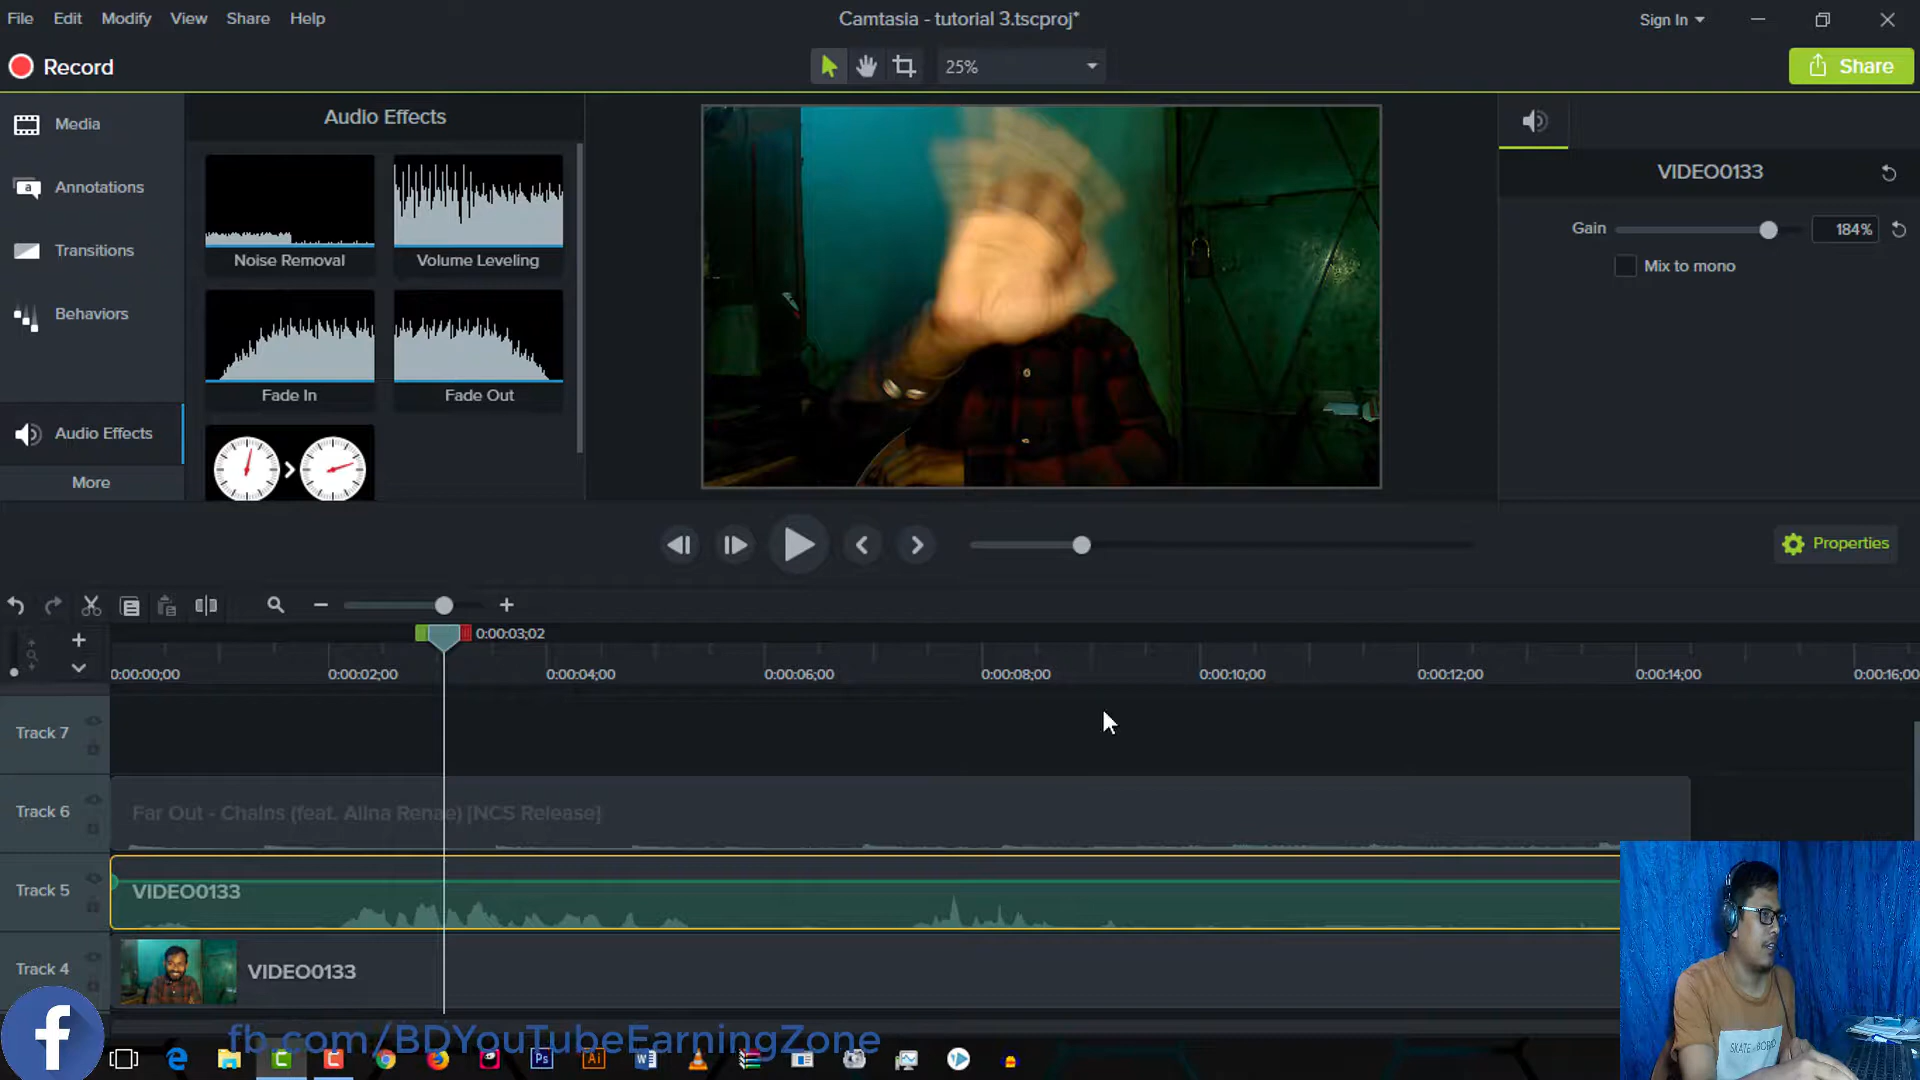 File Edit Modify View Share Help
Camtasia - tutorial 3.tscproj*
Sign In
Record
25%
Share
Media
Annotations
Transitions
Behaviors
Audio Effects
More
Audio Effects
Noise Removal
Volume Leveling
Fade In
Fade Out
VIDEO0133
Gain
184%
Mix to mono
Properties
0:00:03;02
0:00:00;00
0:00:02;00
0:00:04;00
0:00:06;00
0:00:08;00
0:00:10;00
0:00:12;00
0:00:14;00
0:00:16;00
Track 7
Track 6
Far Out - Chains (feat. Alina Renae) [NCS Release]
Track 5
VIDEO0133
Track 4
VIDEO0133
fb.com/BDYouTubeEarningZone